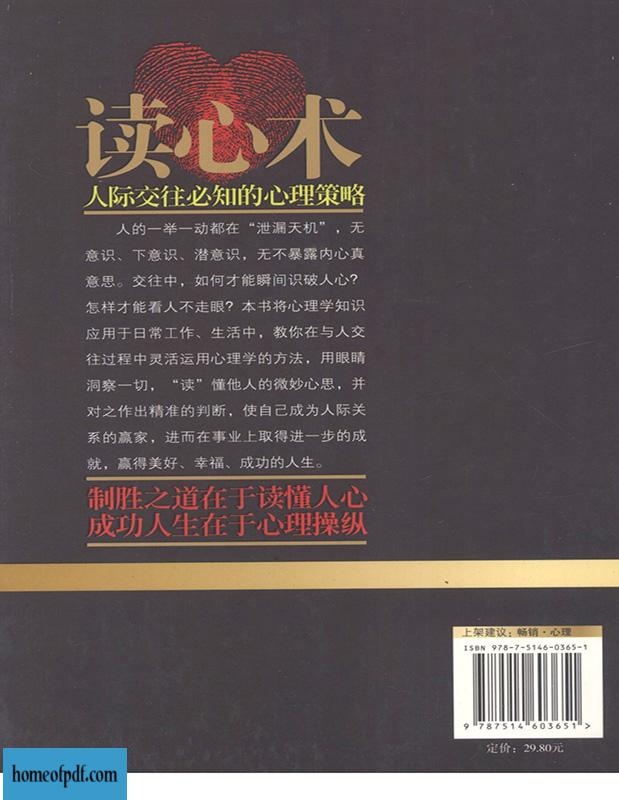 读心术
人际交往必知的心理策略
人的一举一动都在“泄漏天机”，无
意识、下意识、潜意识，无不暴露内心真
意思。交往中，如何才能瞬间识破人心？
怎样才能看人不走眼？本书将心理学知识
应用于日常工作、生活中，教你在与人交
往过程中灵活运用心理学的方法，用眼睛
洞察一切，“读”懂他人的微妙心思，并
对之作出精准的判断，使自己成为人际关
系的赢家，进而在事业上取得进一步的成
就，赢得美好、幸福、成功的人生。
制胜之道在于读懂人心
成功人生在于心理操纵
上架建议：畅销·心理
ISBN 978-7-5146-0365-1
9 787514 603651 >
定价：29.80元
homeofpdf.com